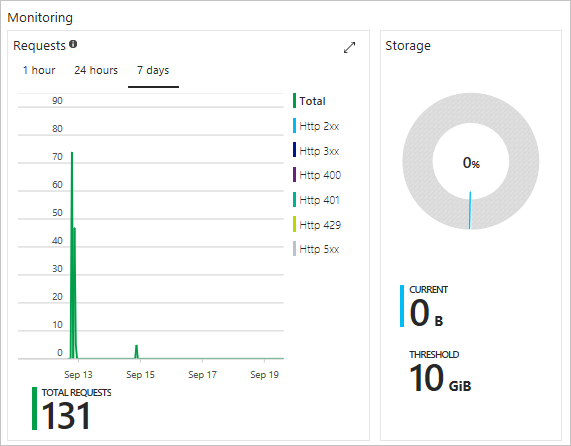 Monitoring
Requests
1 hour 24 hours 7 days
90
80
70
60
50
40
30
20
10
0
Sep 13 Sep 15 Sep 17 Sep 19
Total
Http 2xx
Http 3xx
Http 400
Http 401
Http 429
Http 5xx
TOTAL REQUESTS
131
Storage
0%
CURRENT
0 B
THRESHOLD
10 GiB